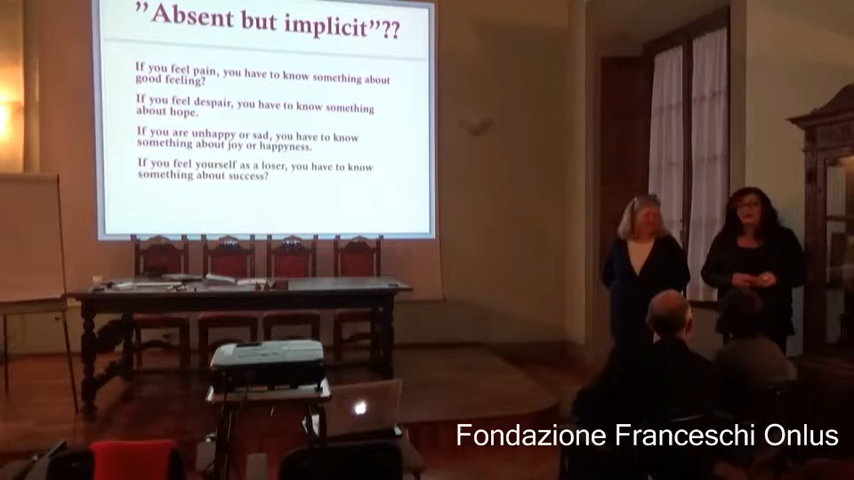 ”Absent but implicit”??
If you feel pain, you have to know something about
good feeling?
If you feel despair, you have to know something
about hope.
If you are unhappy or sad, you have to know
something about joy or happyness.
If you feel yourself as a loser, you have to know
something about success?
Fondazione Franceschi Onlus